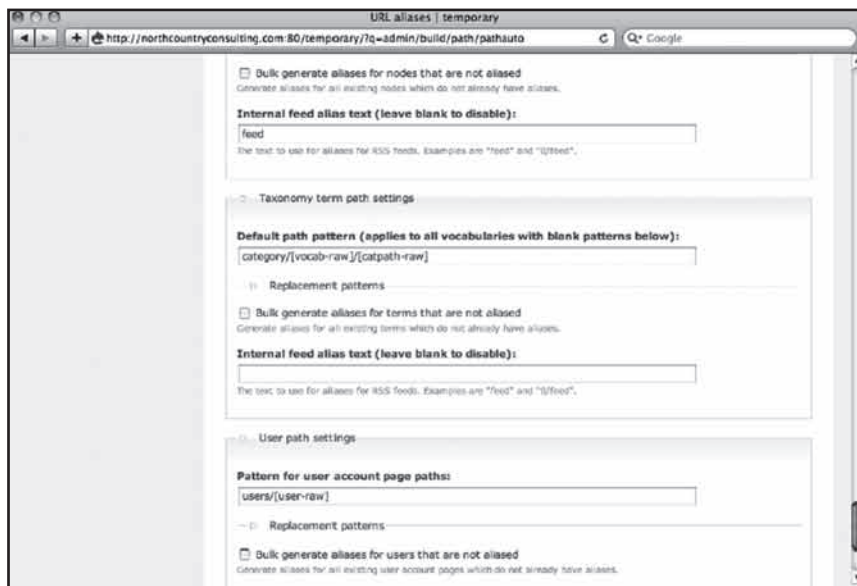 URL aliases | temporary
http://northcountryconsulting.com:80/temporary/?q=admin/build/path/pathauto
Google
Bulk generate aliases for nodes that are not aliased
Generate aliases for all existing nodes which do not already have aliases.
Internal feed alias text (leave blank to disable):
feed
The text to use for aliases for RSS feeds. Examples are "feed" and "0/feed".
Taxonomy term path settings
Default path pattern (applies to all vocabularies with blank patterns below):
category/[vocab-raw]/[catpath-raw]
Replacement patterns
Bulk generate aliases for terms that are not aliased
Generate aliases for all existing terms which do not already have aliases.
Internal feed alias text (leave blank to disable):
The text to use for aliases for RSS feeds. Examples are "feed" and "0/feed".
User path settings
Pattern for user account page paths:
users/[user-raw]
Replacement patterns
Bulk generate aliases for users that are not aliased
Generate aliases for all existing user account pages which do not already have aliases.